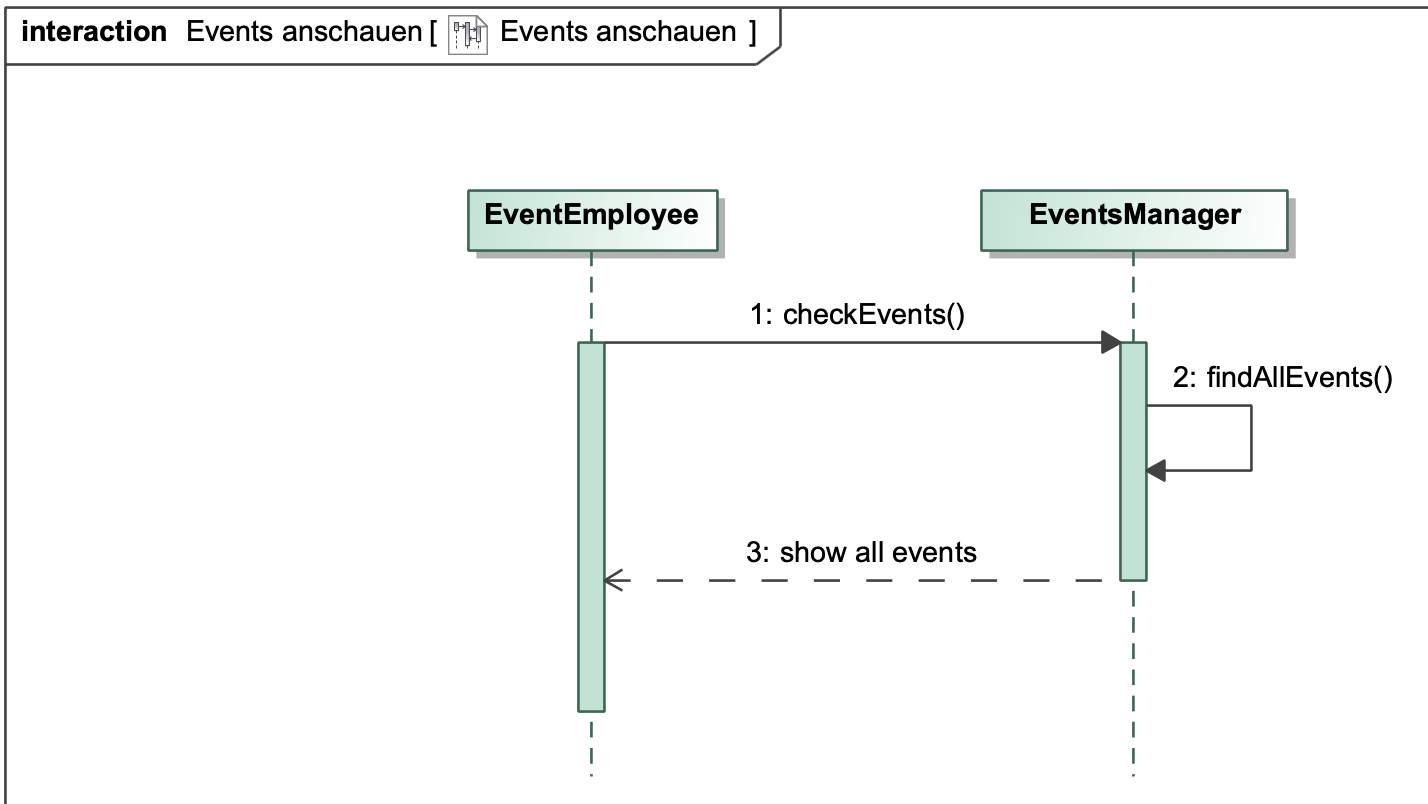 interaction Events anschauen [ Events anschauen ]
EventEmployee
EventsManager
1: checkEvents()
2: findAllEvents()
3: show all events